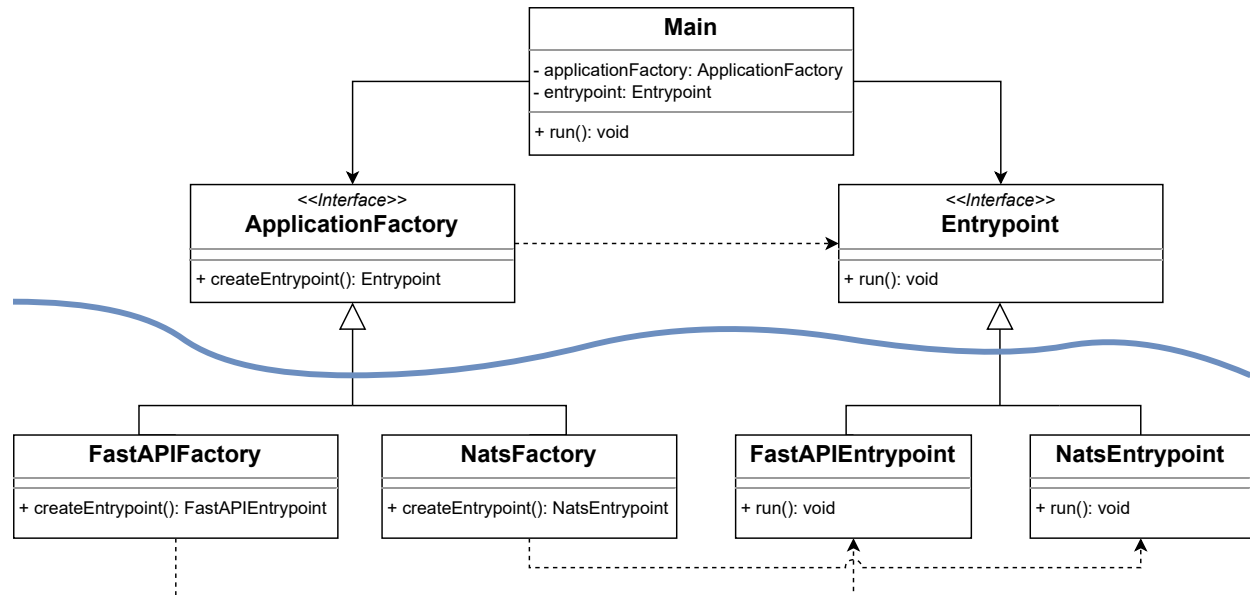 Main
- applicationFactory: ApplicationFactory
- entrypoint: Entrypoint
+ run(): void
<<Interface>>
ApplicationFactory
+ createEntrypoint(): Entrypoint
<<Interface>>
Entrypoint
+ run(): void
FastAPIFactory
+ createEntrypoint(): FastAPIEntrypoint
NatsFactory
+ createEntrypoint(): NatsEntrypoint
FastAPIEntrypoint
+ run(): void
NatsEntrypoint
+ run(): void